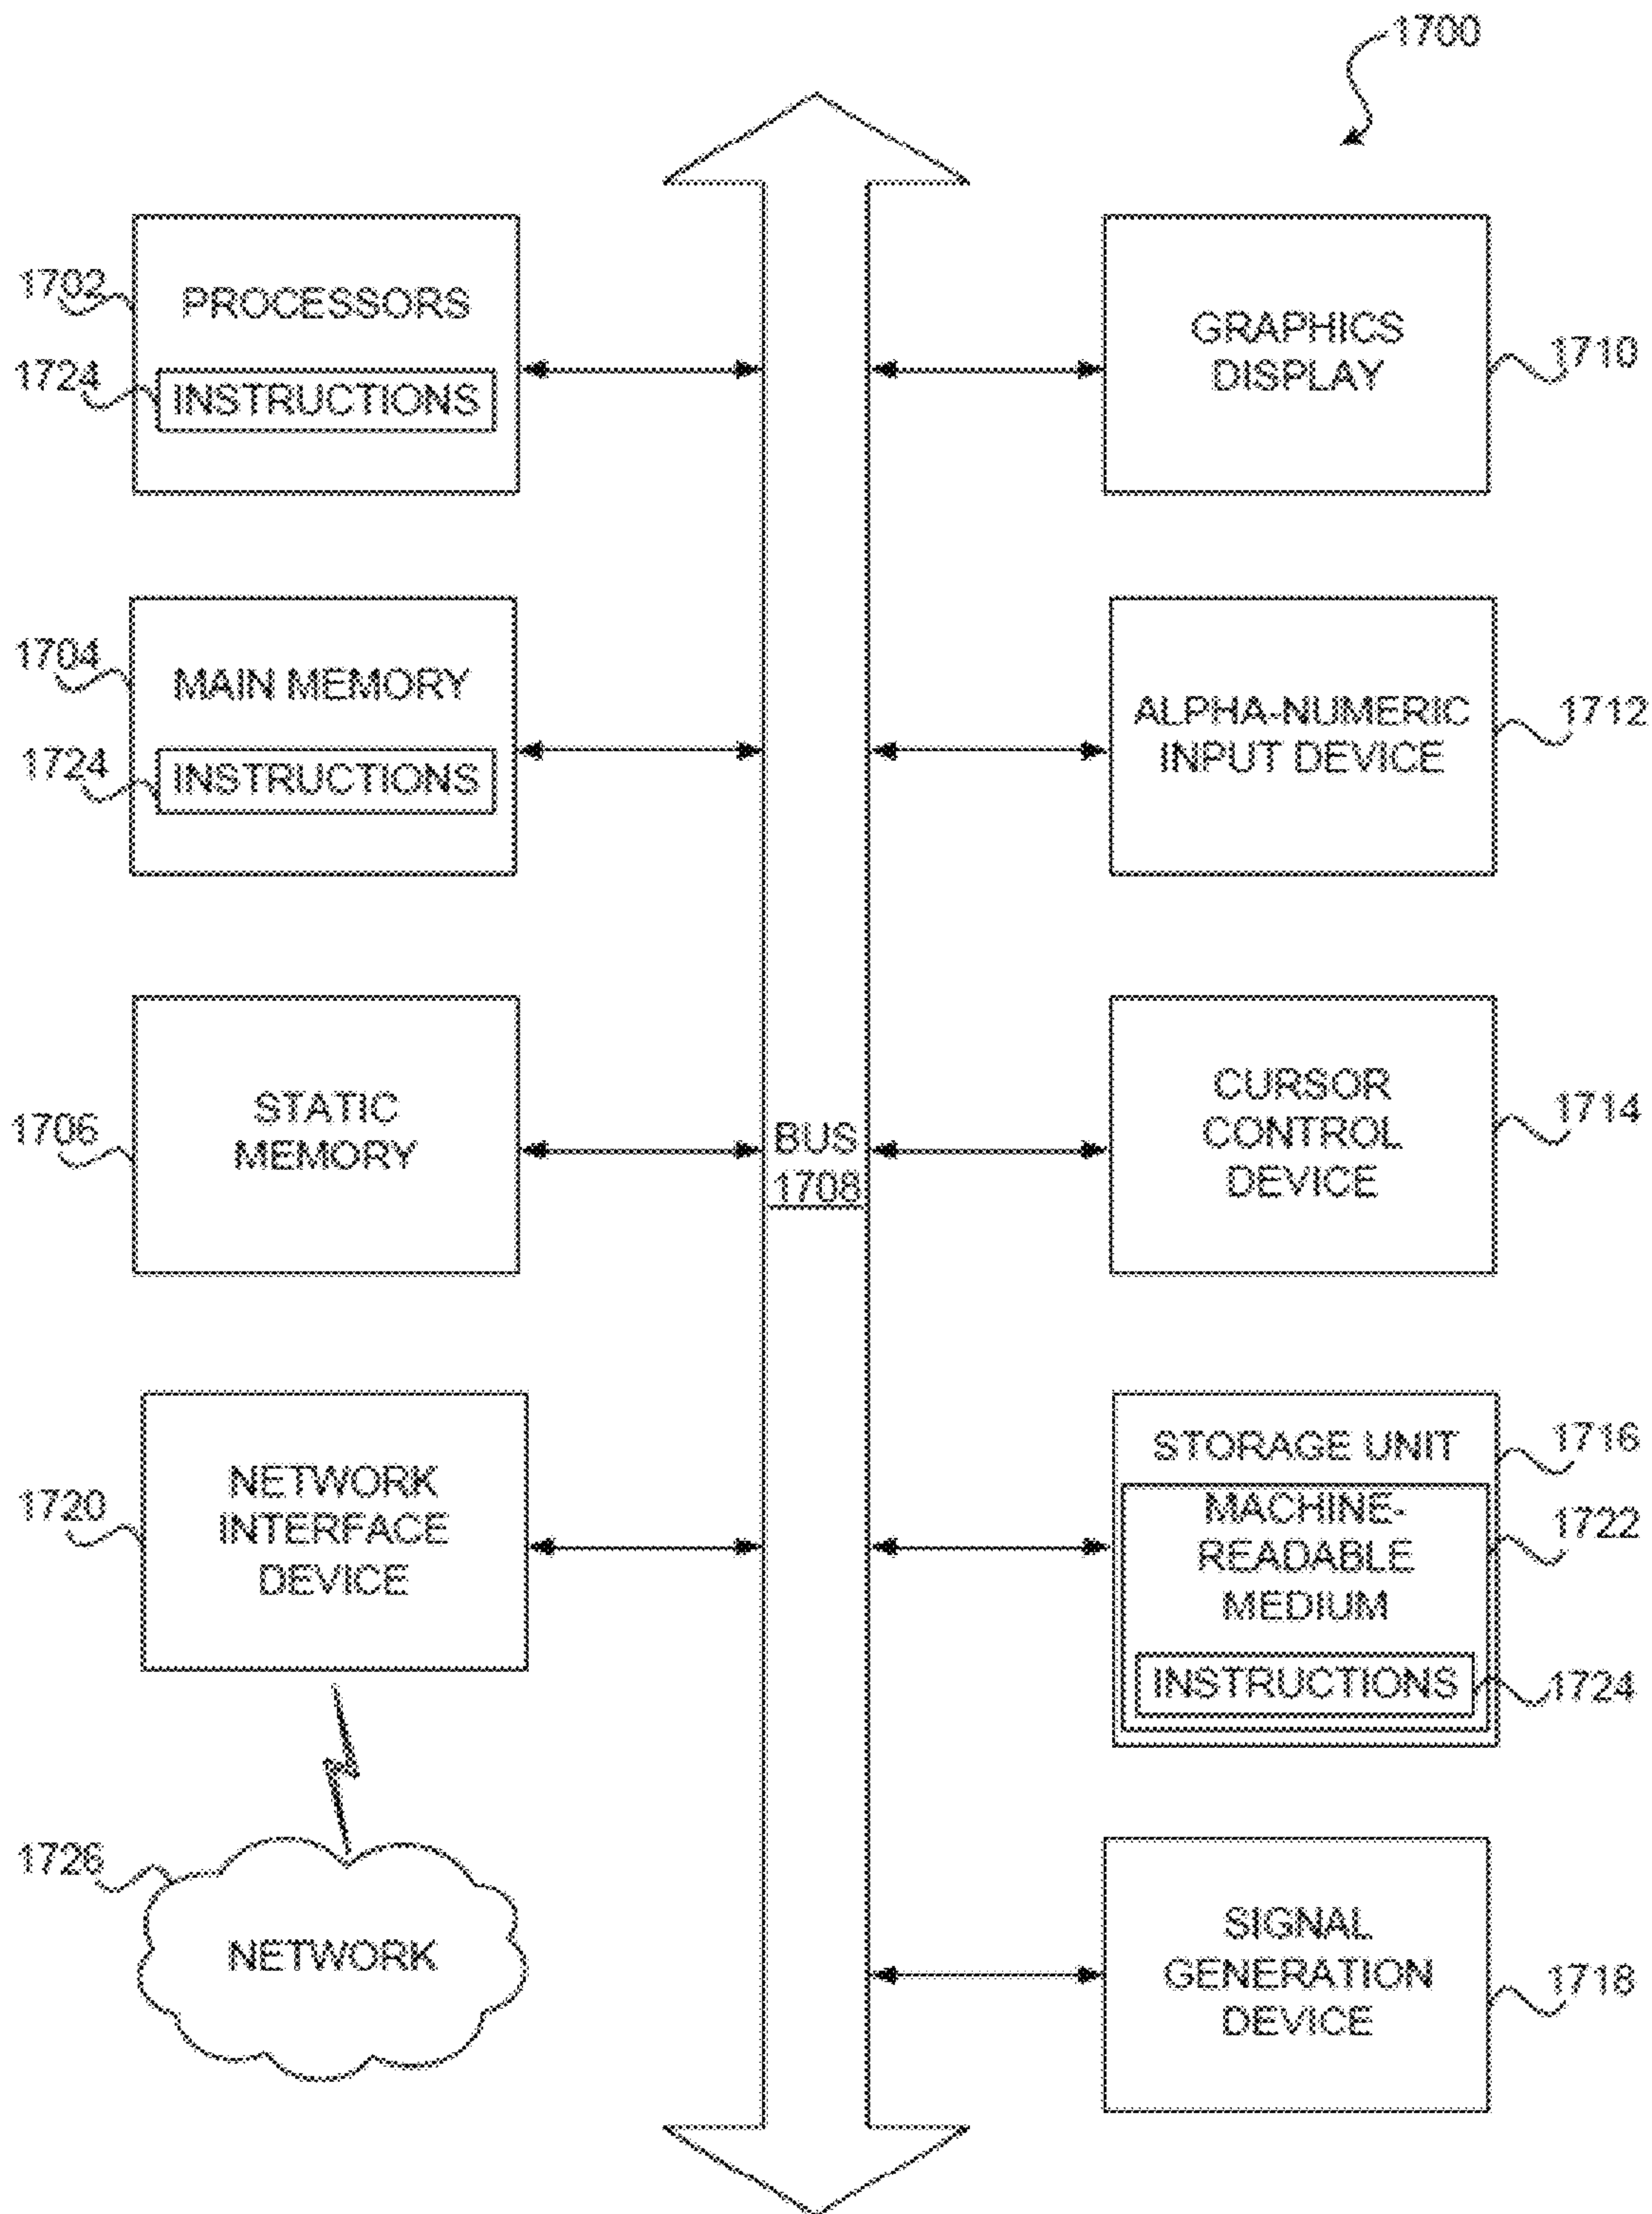 1700
1702
PROCESSORS
1724
INSTRUCTIONS
GRAPHICS
DISPLAY
1710
1704
MAIN MEMORY
1724
INSTRUCTIONS
ALPHA-NUMERIC
INPUT DEVICE
1712
1706
STATIC
MEMORY
BUS
1708
CURSOR
CONTROL
DEVICE
1714
1720
NETWORK
INTERFACE
DEVICE
STORAGE UNIT
1716
MACHINE-
READABLE
MEDIUM
1722
INSTRUCTIONS
1724
1726
NETWORK
SIGNAL
GENERATION
DEVICE
1718